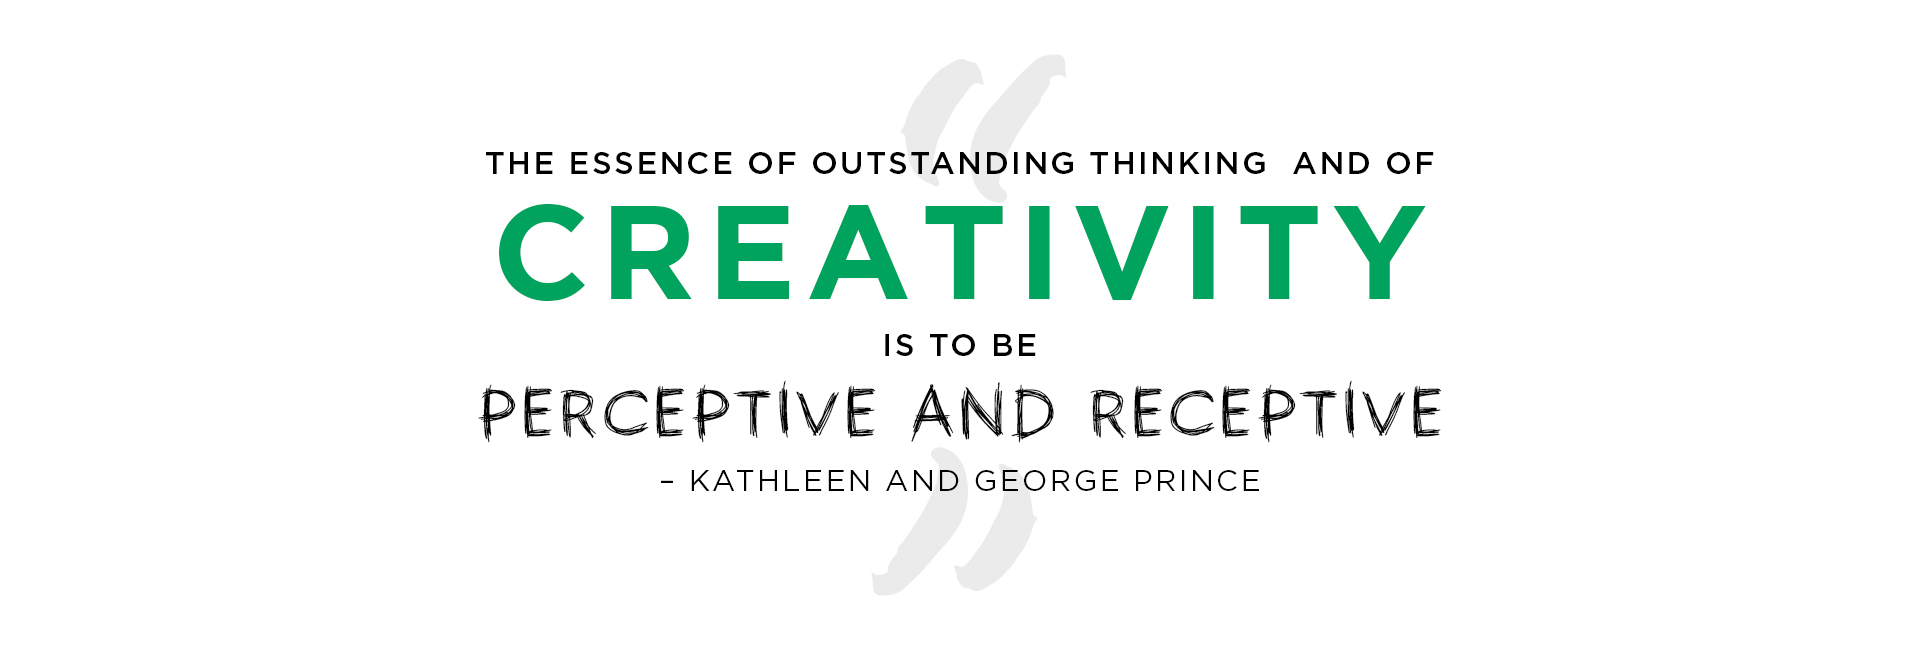 THE ESSENCE OF OUTSTANDING THINKING AND OF
CREATIVITY
IS TO BE
PERCEPTIVE AND RECEPTIVE
– KATHLEEN AND GEORGE PRINCE